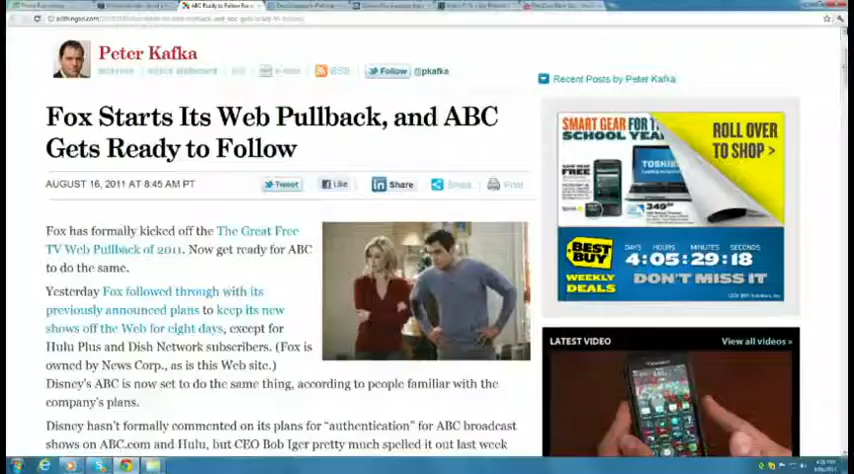 Peter Kafka
RSS
Follow @pkafka
Recent Posts by Peter Kafka
Fox Starts Its Web Pullback, and ABC
Gets Ready to Follow
AUGUST 16, 2011 AT 8:45 AM PT
Tweet
Like
Share
Share
Print
Fox has formally kicked off the The Great Free
TV Web Pullback of 2011. Now get ready for ABC
to do the same.
Yesterday Fox followed through with its
previously announced plans to keep its new
shows off the Web for eight days, except for
Hulu Plus and Dish Network subscribers. (Fox is
owned by News Corp., as is this Web site.)
Disney's ABC is now set to do the same thing, according to people familiar with the
company's plans.
Disney hasn't formally commented on its plans for "authentication" for ABC broadcast
shows on ABC.com and Hulu, but CEO Bob Iger pretty much spelled it out last week
SMART GEAR FOR
SCHOOL YEA
ROLL OVER
TO SHOP >
TOSHIBA
BEST
BUY
WEEKLY
DEALS
DAYS HOURS MINUTES SECONDS
4:05:29:18
DON'T MISS IT
LATEST VIDEO
View all videos »